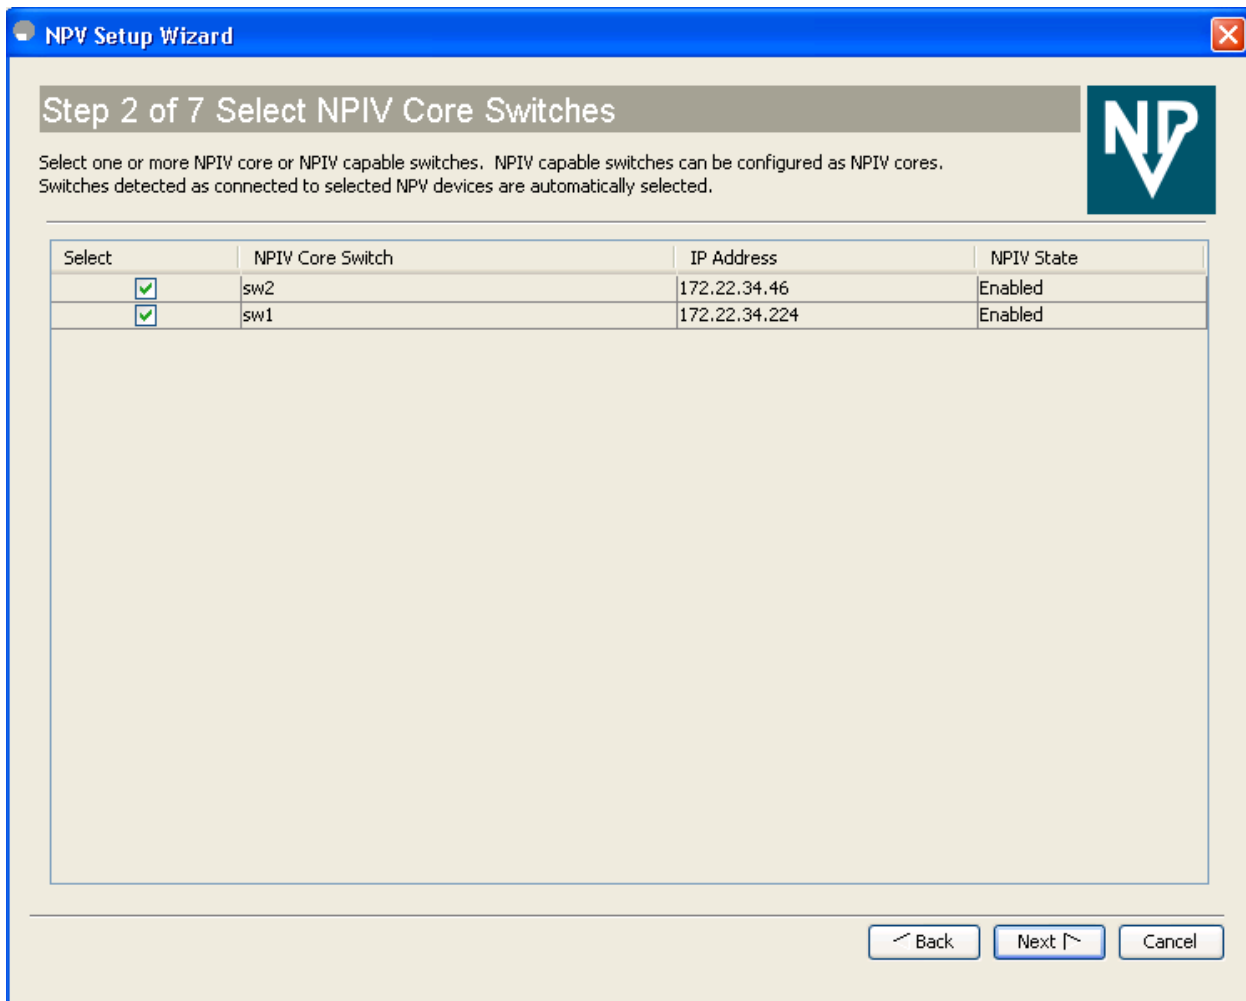 NPV Setup Wizard
Step 2 of 7 Select NPIV Core Switches
NPV
Select one or more NPIV core or NPIV capable switches.  NPIV capable switches can be configured as NPIV cores.
Switches detected as connected to selected NPV devices are automatically selected.
Select NPIV Core Switch IP Address NPIV State
sw2 172.22.34.46 Enabled
sw1 172.22.34.224 Enabled
Back Next Cancel